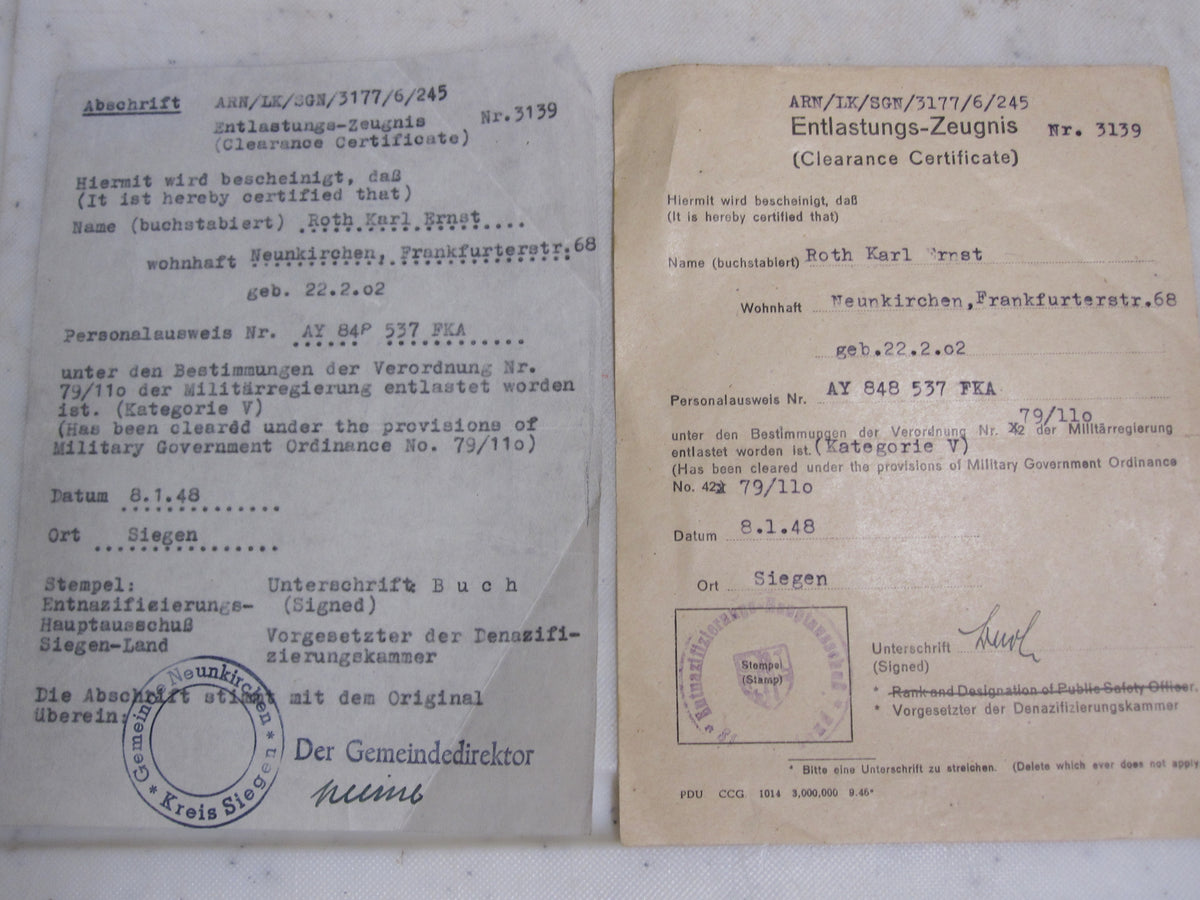 Abschrift ARN/LK/SGN/3177/6/245
Entlastungs-Zeugnis Nr.3139
(Clearance Certificate)
Hiermit wird bescheinigt, daß
(It is hereby certified that)
Name (buchstabiert) Roth Karl Ernst
wohnhaft Neunkirchen, Frankfurterstr.68
geb. 22.2.o2
Personalausweis Nr. AY 84P 537 FKA
unter den Bestimmungen der Verordnung Nr.
79/11o der Militärregierung entlastet worden
ist. (Kategorie V)
(Has been cleared under the provisions of
Military Government Ordinance No. 79/11o)
Datum 8.1.48
Ort Siegen
Stempel: Unterschrift: B u c h
Entnazifizierungs- (Signed)
Hauptausschuß
Siegen-Land Vorgesetzter der Denazifi-
zierungskammer
Die Abschrift stimmt mit dem Original
überein:
* Gemeinde Neunkirchen * Kreis Siegen
Der Gemeindedirektor
ARN/LK/SGN/3177/6/245
Entlastungs-Zeugnis Nr. 3139
(Clearance Certificate)
Hiermit wird bescheinigt, daß
(It is hereby certified that)
Name (buchstabiert) Roth Karl Ernst
Wohnhaft Neunkirchen,Frankfurterstr.68
geb.22.2.o2
Personalausweis Nr. AY 848 537 FKA
79/11o
unter den Bestimmungen der Verordnung Nr. der Militärregierung
entlastet worden ist. (Kategorie V)
(Has been cleared under the provisions of Military Government Ordinance
No. 42 79/11o
Datum 8.1.48
Ort Siegen
Entnazifizierungs-Hauptausschuß
Stempel
(Stamp)
Unterschrift Buch
(Signed)
* Rank and Designation of Public Safety Officer.
* Vorgesetzter der Denazifizierungskammer
* Bitte eine Unterschrift zu streichen. (Delete which ever does not apply
PDU CCG 1014 3,000,000 9.46*